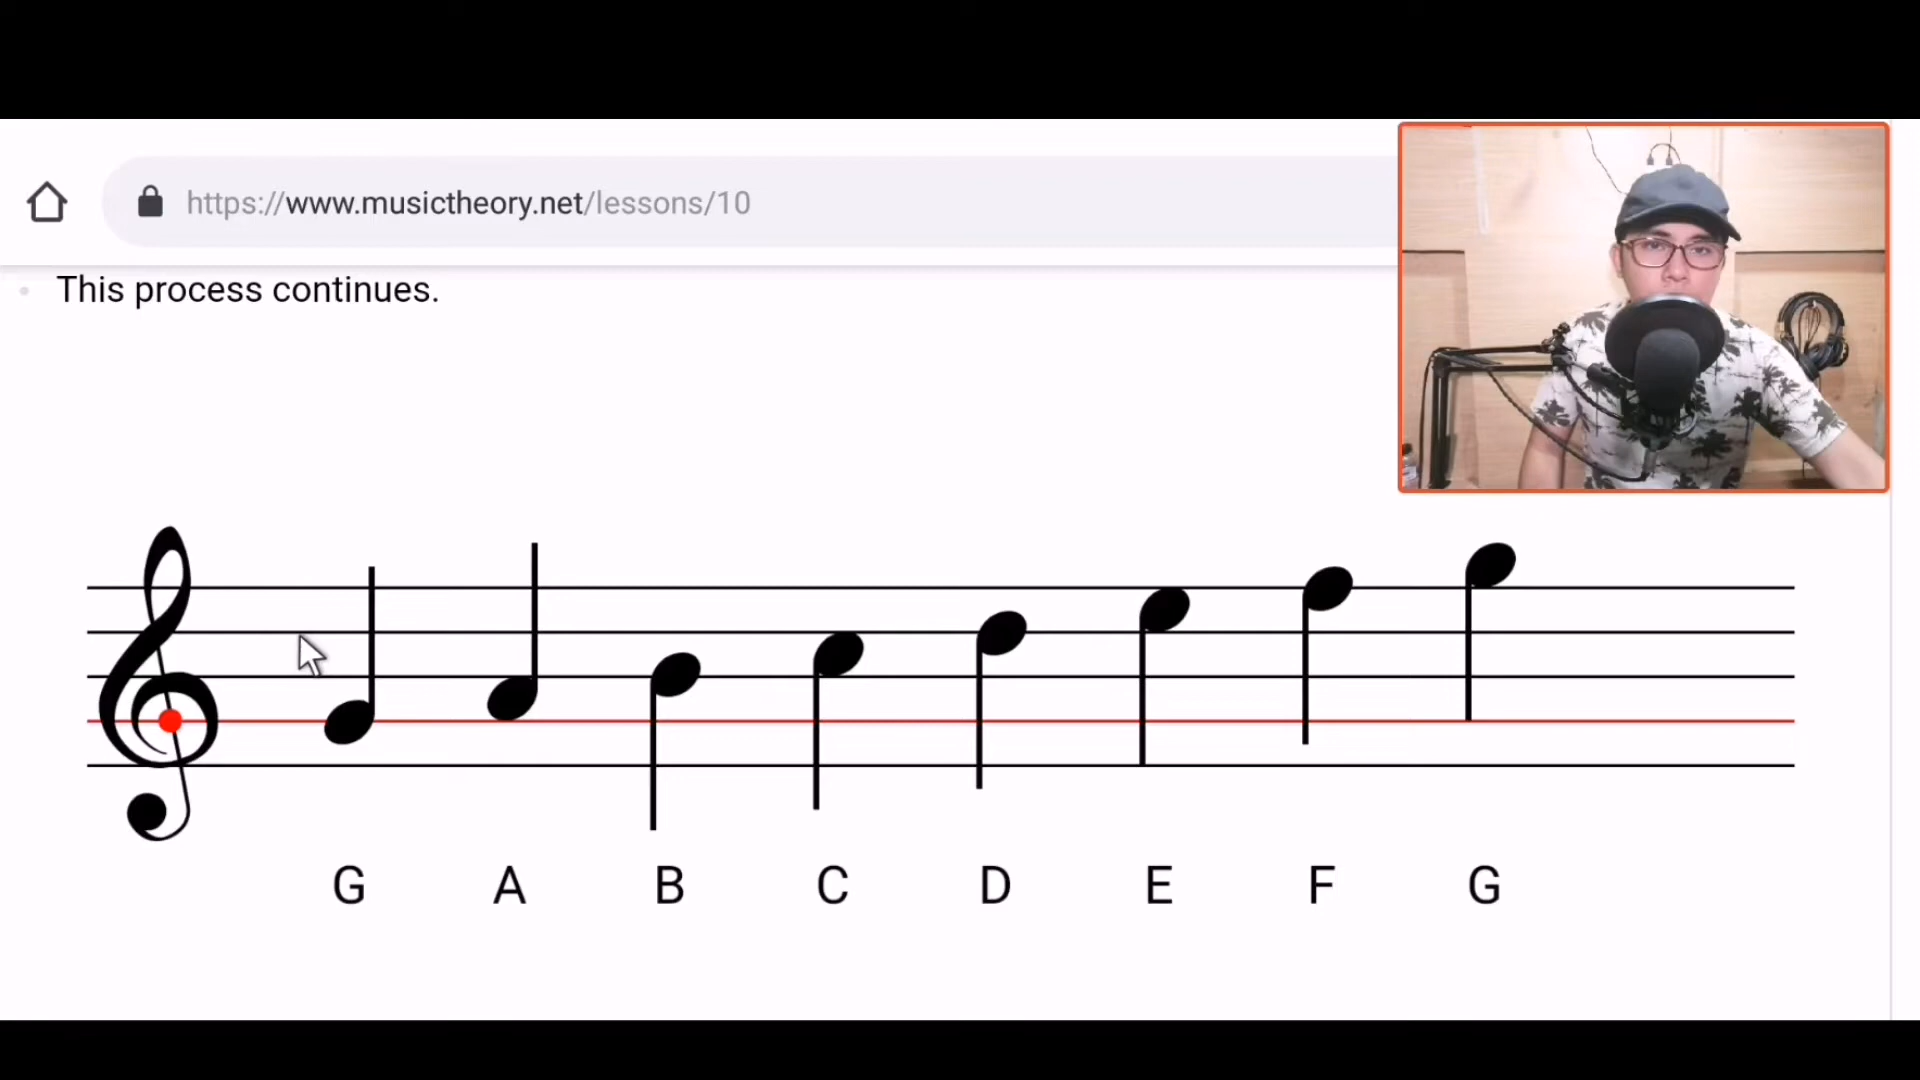 https://www.musictheory.net/lessons/10
This process continues.
G A B C D E F G